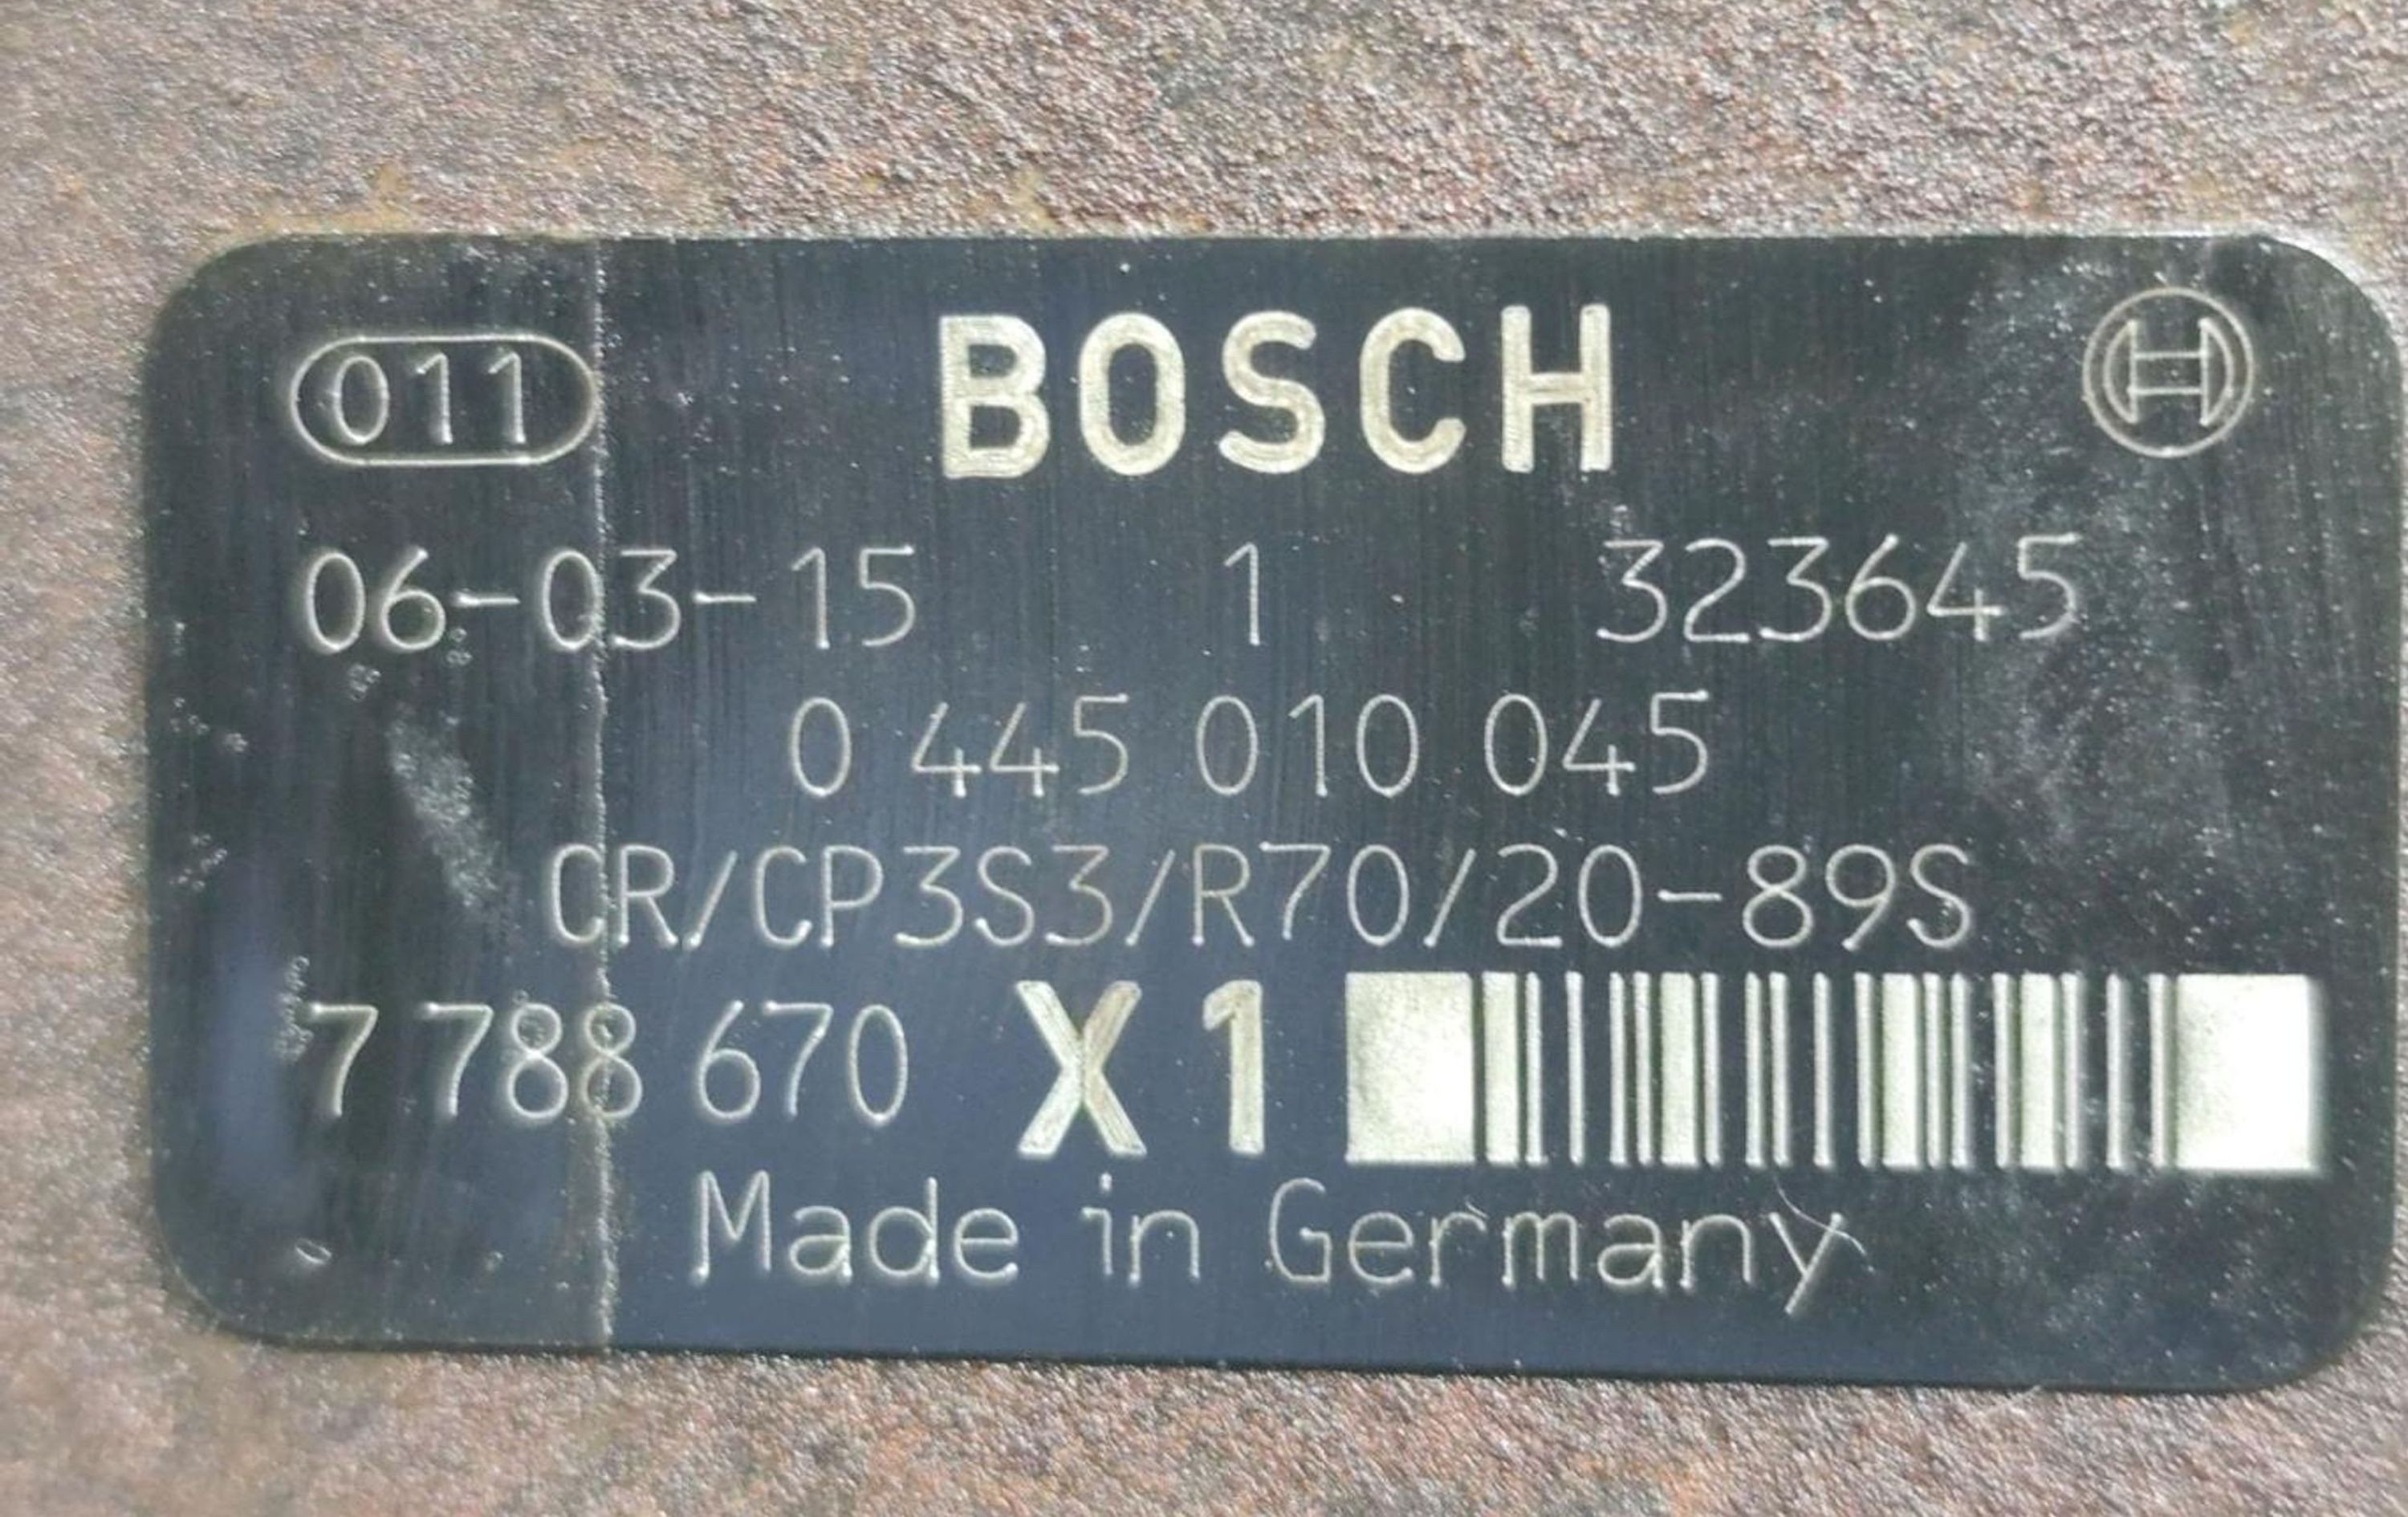 011 BOSCH
06-03-15 1 323645
0 445 010 045
CR/CP3S3/R70/20-89S
7 788 670 X1
Made in Germany